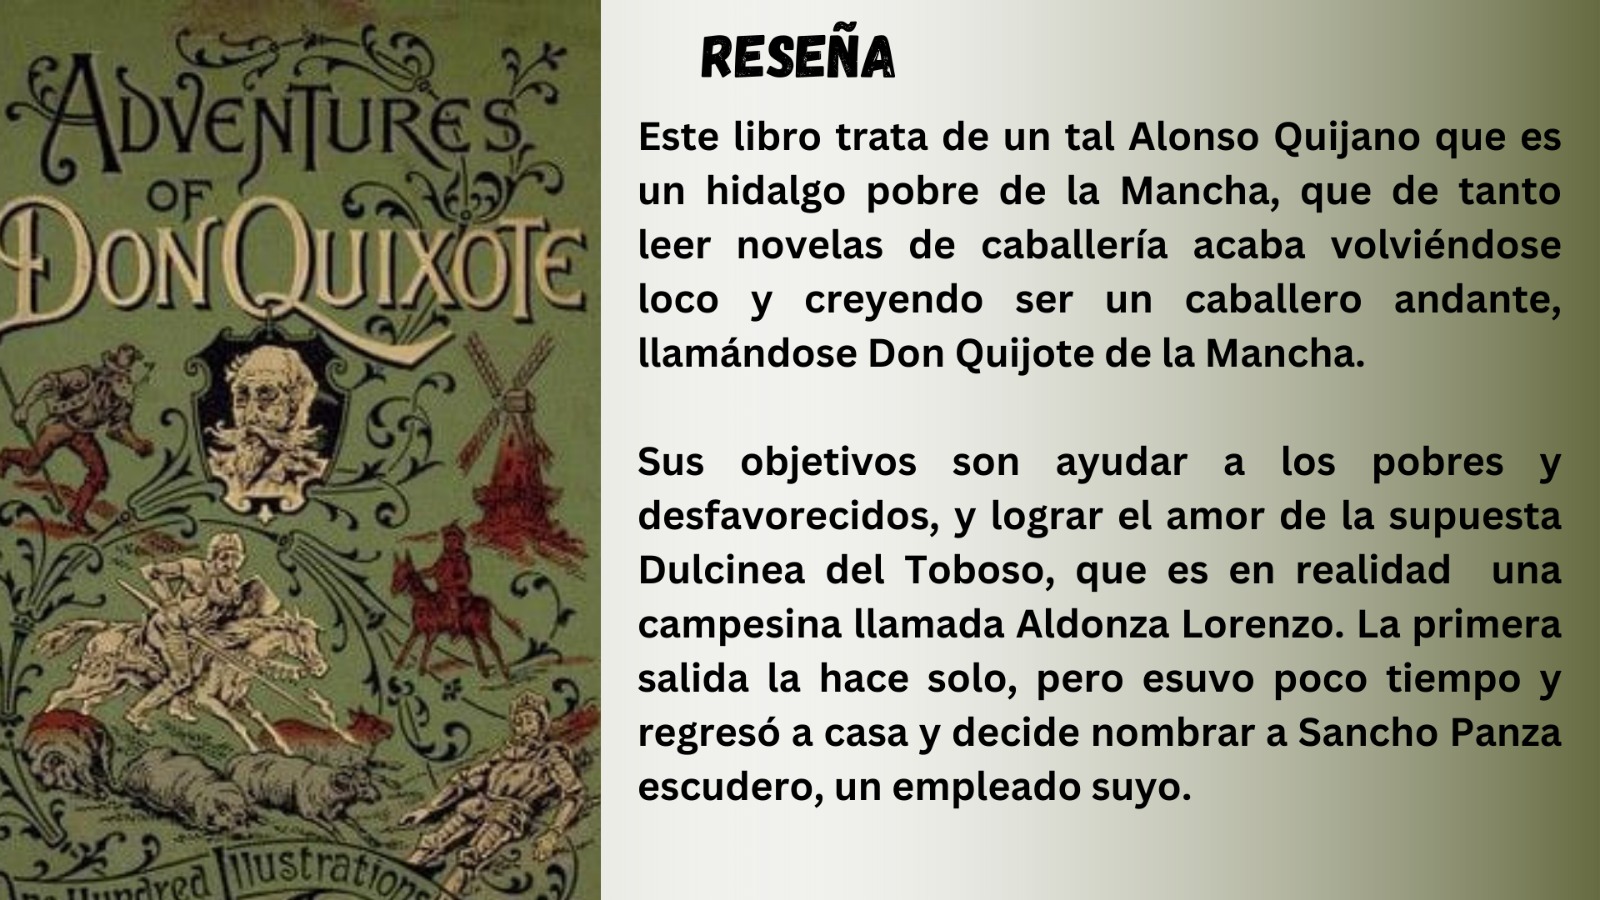 ADVENTURES
OF
DON QUIXOTE
One Hundred Illustrations
RESEÑA
Este libro trata de un tal Alonso Quijano que es
un hidalgo pobre de la Mancha, que de tanto
leer novelas de caballería acaba volviéndose
loco y creyendo ser un caballero andante,
llamándose Don Quijote de la Mancha.
Sus objetivos son ayudar a los pobres y
desfavorecidos, y lograr el amor de la supuesta
Dulcinea del Toboso, que es en realidad una
campesina llamada Aldonza Lorenzo. La primera
salida la hace solo, pero esuvo poco tiempo y
regresó a casa y decide nombrar a Sancho Panza
escudero, un empleado suyo.